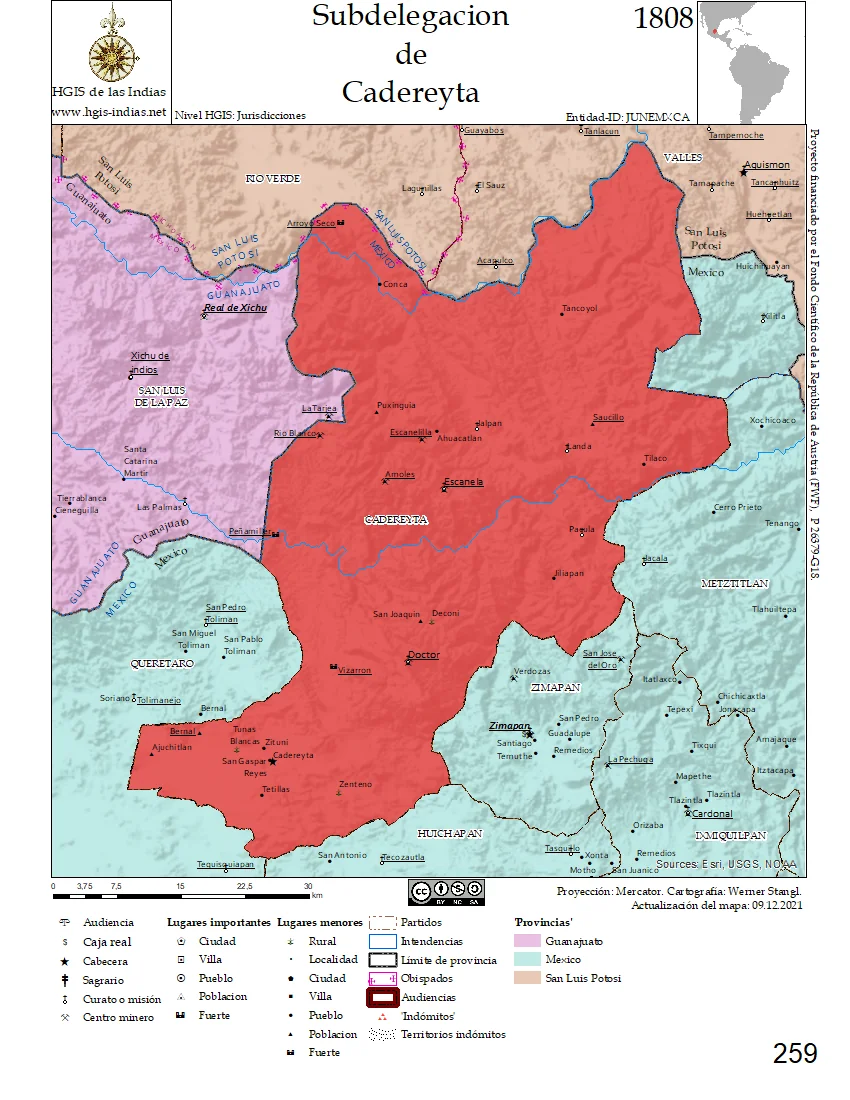 Subdelegacion
de
Cadereyta
1808
HGIS de las Indias
www.hgis-indias.net
Nivel HGIS: Jurisdicciones
Entidad-ID: JUNEMXCA
Guayabos
Tanlacun
Tampemoche
VALLES
Aquismon
Tamapache
Tancanhuitz
Huehuetlan
San Luis
Potosi
Mexico
Huichihuayan
Xilitla
San Luis
Potosi
Guanajuato
RIO VERDE
Lagunillas
El Sauz
MICHOACAN
MEXICO
Arroyo Seco
SAN LUIS POTOSI
MEXICO
SAN LUIS
POTOSI
GUANAJUATO
Acapulco
Conca
Real de Xichu
Tancoyol
Xichu de
Indios
SAN LUIS
DE LA PAZ
La Tarjea
Puxinguia
Rio Blanco
Escanelilla
Ahuacatlan
Jalpan
Saucillo
Xochicoaco
Landa
Tilaco
Santa
Catarina
Martir
Amoles
Escanela
Tierrablanca
Cieneguilla
Las Palmas
CADEREYTA
Cerro Prieto
Tenango
Guanajuato
Mexico
Peñamiller
Pacula
GUANAJUATO
MEXICO
Jacala
Jiliapan
METZTITLAN
San Pedro
Toliman
San Joaquin
Deconi
Tlahuiltepa
San Miguel
Toliman
San Pablo
Toliman
QUERETARO
Doctor
Vizarron
San Jose
del Oro
Verdozas
ZIMAPAN
Itatlaxco
Soriano
Tolimanejo
Bernal
Chichicaxtla
Jonacapa
Tepexi
Zimapan
San Pedro
Guadalupe
Santiago
Remedios
Temuthe
Bernal
Tunas
Blancas
Zituni
Ajuchitlan
Cadereyta
San Gaspar
Reyes
Tixqui
Amajaque
La Pechuga
Itztacapa
Mapethe
Tetillas
Zenteno
Tlazintla
Tlazintla
Cardonal
HUICHAPAN
Orizaba
IXMIQUILPAN
Tequisquiapan
San Antonio
Tecozautla
Tasquillo
Xonta
Remedios
Motho
San Juanico
Sources: Esri, USGS, NOAA
Proyecto financiado por el Fondo Científico de la República de Austria (FWF), P 26379-G18.
0 3,75 7,5 15 22,5 30
km
CC BY NC SA
Proyección: Mercator. Cartografía: Werner Stangl.
Actualización del mapa: 09.12.2021
Audiencia
Caja real
Cabecera
Sagrario
Curato o misión
Centro minero
Lugares importantes
Ciudad
Villa
Pueblo
Poblacion
Fuerte
Lugares menores
Rural
Localidad
Ciudad
Villa
Pueblo
Poblacion
Fuerte
Partidos
Intendencias
Límite de provincia
Obispados
Audiencias
'Indómitos'
Territorios indómitos
'Provincias'
Guanajuato
Mexico
San Luis Potosi
259